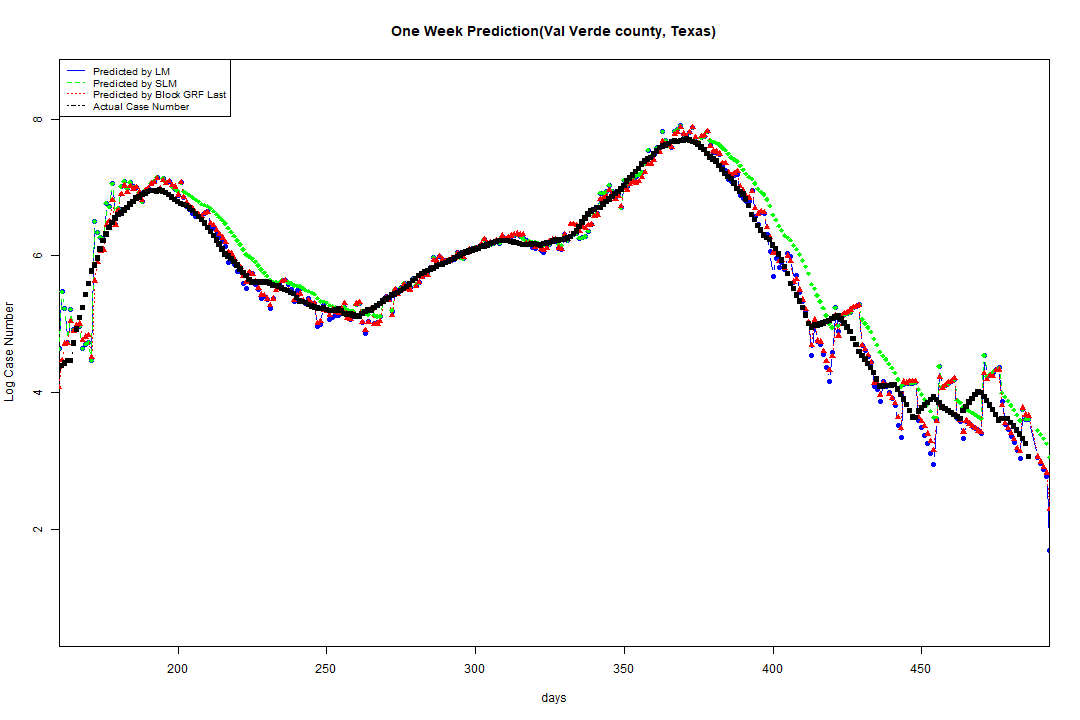 One Week Prediction(Val Verde county, Texas)
Predicted by LM
Predicted by SLM
Predicted by Block GRF Last
Actual Case Number
8
6
4
2
Log Case Number
200 250 300 350 400 450
days